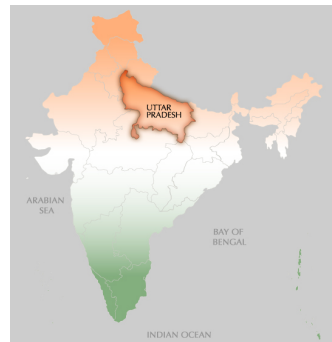 UTTAR
PRADESH
ARABIAN
SEA
BAY OF
BENGAL
INDIAN OCEAN